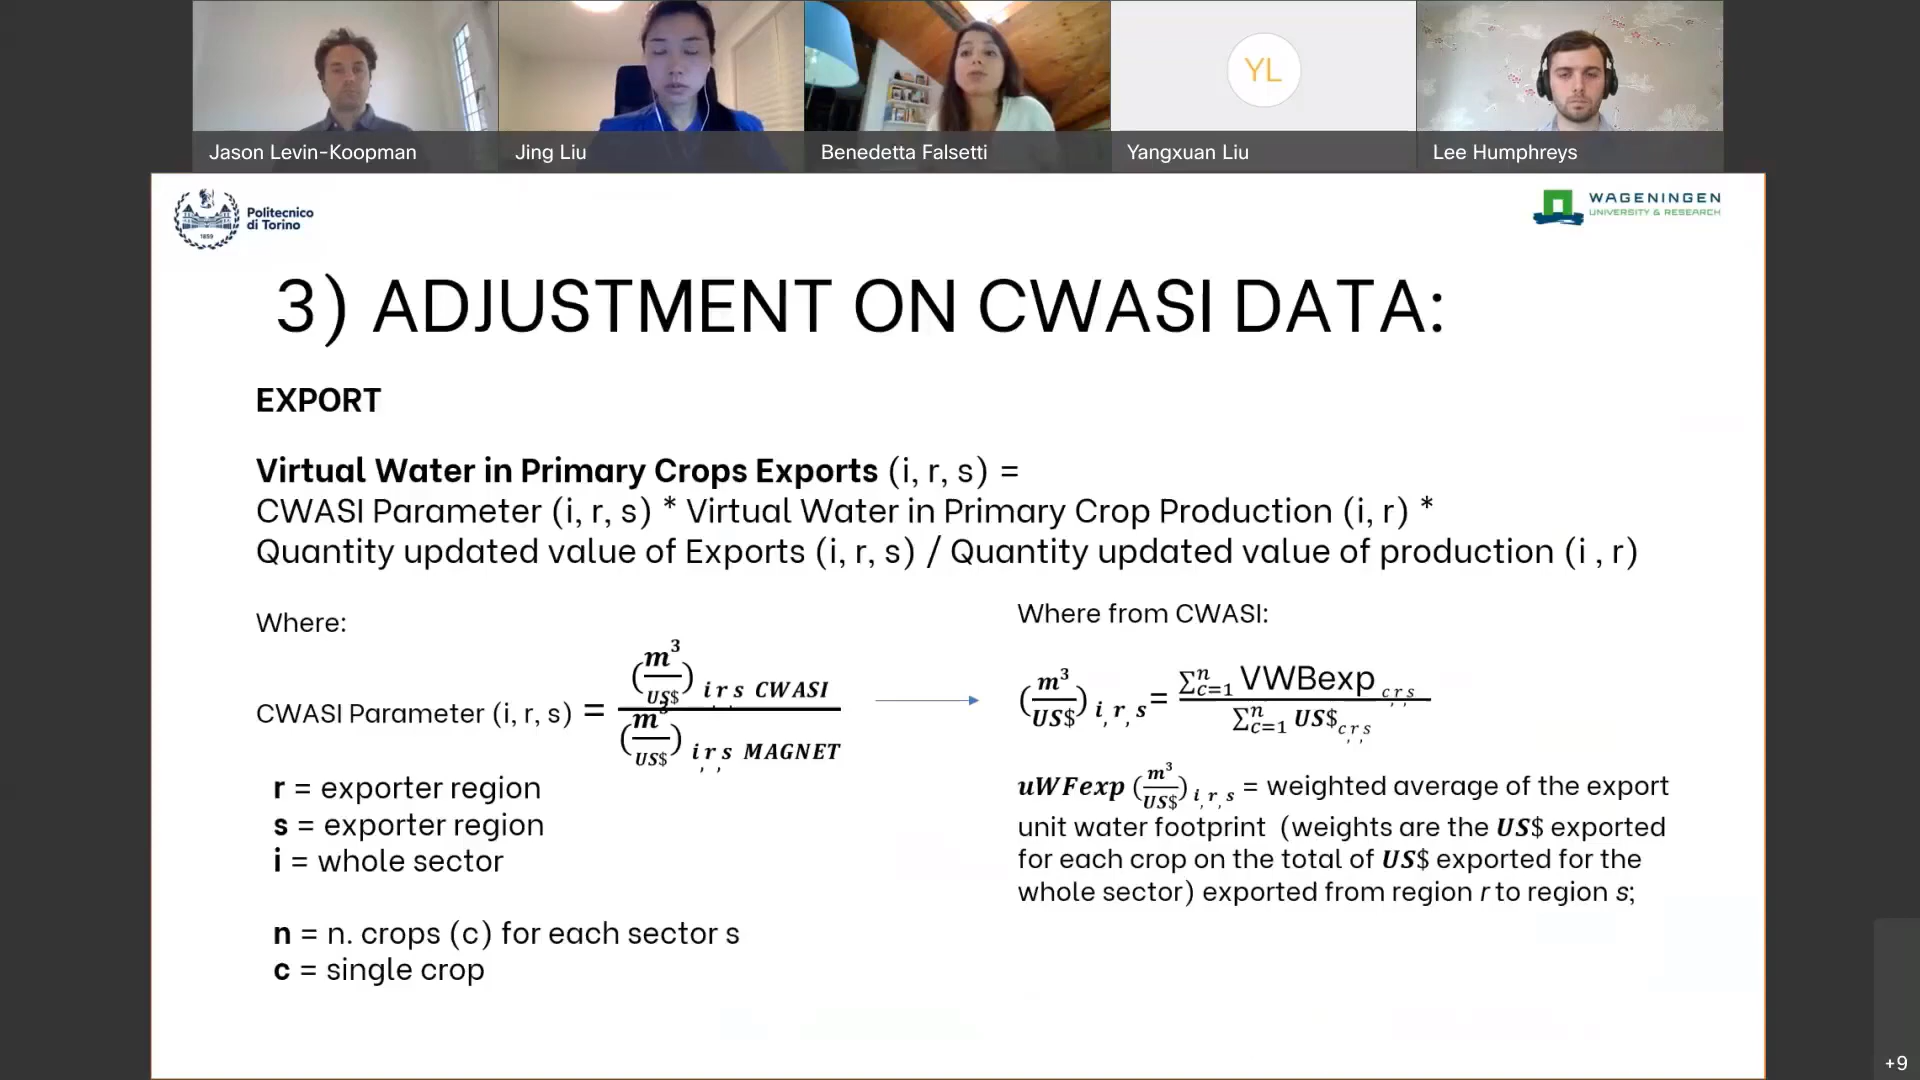 Jason Levin-Koopman
Jing Liu
Benedetta Falsetti
YL
Yangxuan Liu
Lee Humphreys
Politecnico
di Torino
1859
WAGENINGEN
UNIVERSITY & RESEARCH
3) ADJUSTMENT ON CWASI DATA:
EXPORT
Virtual Water in Primary Crops Exports (i, r, s) =
CWASI Parameter (i, r, s) * Virtual Water in Primary Crop Production (i, r) *
Quantity updated value of Exports (i, r, s) / Quantity updated value of production (i , r)
Where:
CWASI Parameter (i, r, s) = (m³/US$) i, r, s CWASI / (m³/US$) i, r, s MAGNET
r = exporter region
s = exporter region
i = whole sector
n = n. crops (c) for each sector s
c = single crop
Where from CWASI:
(m³/US$) i, r, s = ∑ⁿc=1 VWBexp c, r, s / ∑ⁿc=1 US$ c, r, s
uWFexp (m³/US$) i, r, s = weighted average of the export
unit water footprint (weights are the US$ exported
for each crop on the total of US$ exported for the
whole sector) exported from region r to region s;
+9